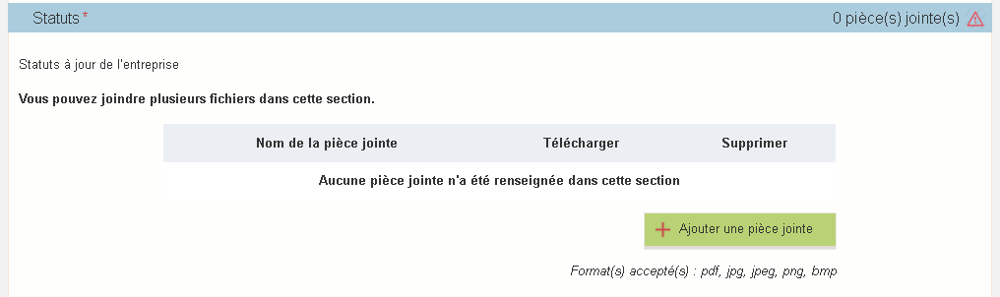 Statuts * 0 pièce(s) jointe(s)
Statuts à jour de l'entreprise
Vous pouvez joindre plusieurs fichiers dans cette section.
Nom de la pièce jointe Télécharger Supprimer
Aucune pièce jointe n'a été renseignée dans cette section
Ajouter une pièce jointe
Format(s) accepté(s) : pdf, jpg, jpeg, png, bmp